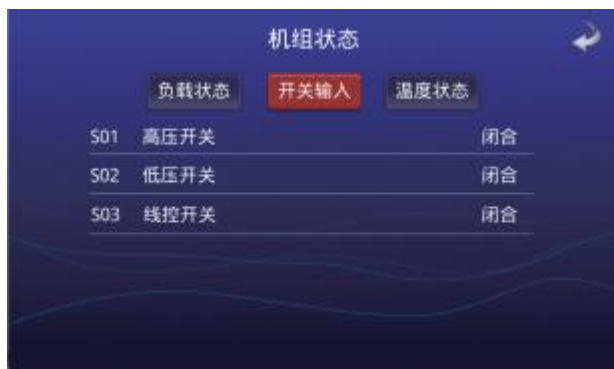 机组状态
负载状态 开关输入 温度状态
S01 高压开关 闭合
S02 低压开关 闭合
S03 线控开关 闭合